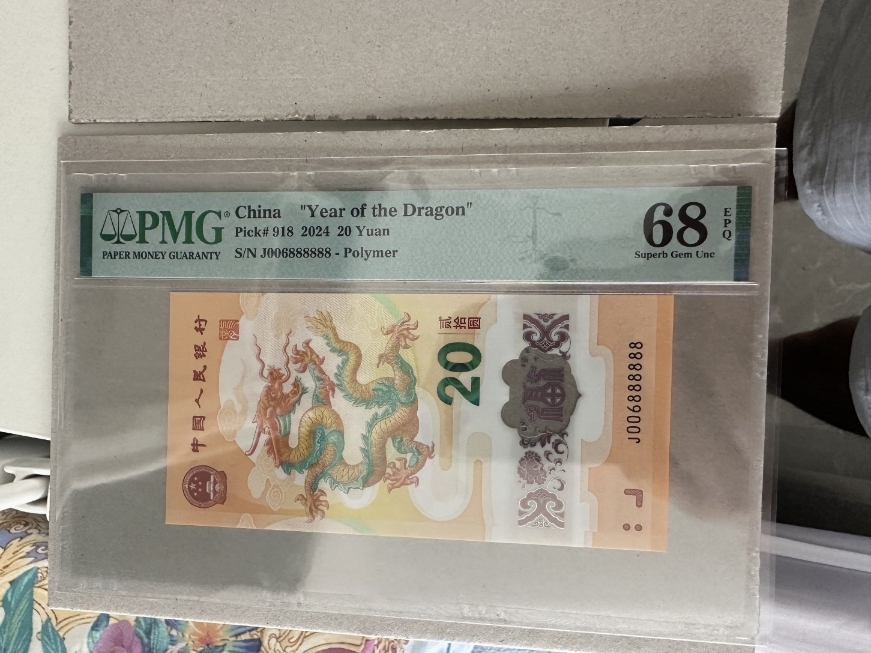 PMG®
PAPER MONEY GUARANTY
China "Year of the Dragon"
Pick# 918 2024 20 Yuan
S/N J006888888 - Polymer
68
EPQ
Superb Gem Unc
中国人民银行
贰拾圆
20
福
J006888888